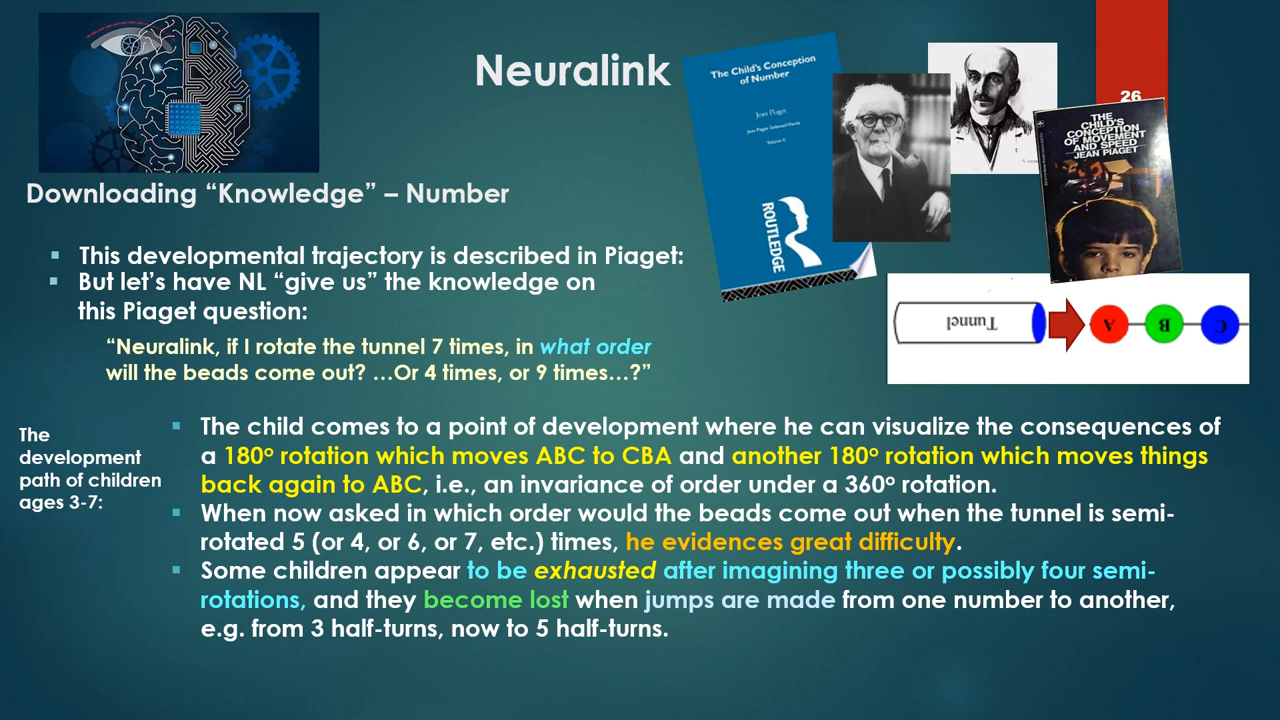 Neuralink
26
The Child's Conception
of Number
Jean Piaget
Jean Piaget: Selected Works
Volume II
ROUTLEDGE
THE
CHILD'S
CONCEPTION
OF MOVEMENT
AND SPEED
JEAN PIAGET
Downloading “Knowledge” – Number
▪ This developmental trajectory is described in Piaget:
▪ But let’s have NL “give us” the knowledge on
this Piaget question:
“Neuralink, if I rotate the tunnel 7 times, in what order
will the beads come out? …Or 4 times, or 9 times…?”
Tunnel
A
B
C
The
development
path of children
ages 3-7:
▪ The child comes to a point of development where he can visualize the consequences of
a 180º rotation which moves ABC to CBA and another 180º rotation which moves things
back again to ABC, i.e., an invariance of order under a 360º rotation.
▪ When now asked in which order would the beads come out when the tunnel is semi-
rotated 5 (or 4, or 6, or 7, etc.) times, he evidences great difficulty.
▪ Some children appear to be exhausted after imagining three or possibly four semi-
rotations, and they become lost when jumps are made from one number to another,
e.g. from 3 half-turns, now to 5 half-turns.